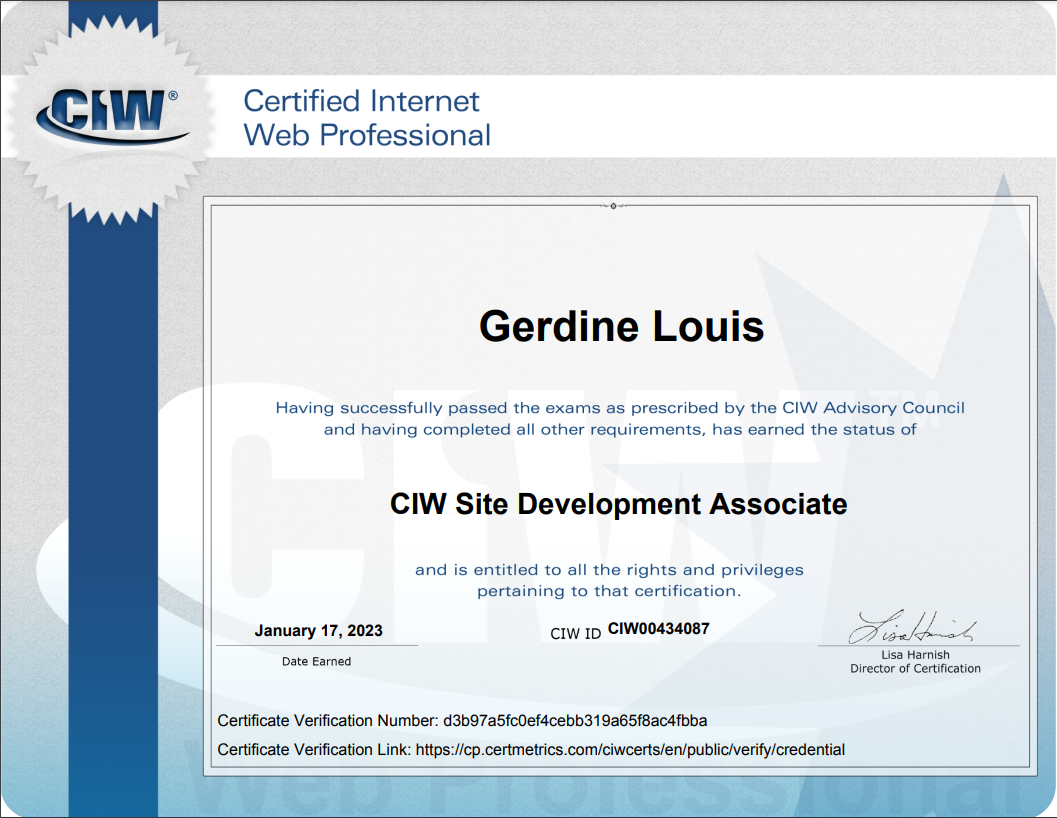 CIW®
Certified Internet
Web Professional
Gerdine Louis
Having successfully passed the exams as prescribed by the CIW Advisory Council
and having completed all other requirements, has earned the status of
CIW Site Development Associate
and is entitled to all the rights and privileges
pertaining to that certification.
January 17, 2023
Date Earned
CIW ID CIW00434087
Lisa Harnish
Lisa Harnish
Director of Certification
Certificate Verification Number: d3b97a5fc0ef4cebb319a65f8ac4fbba
Certificate Verification Link: https://cp.certmetrics.com/ciwcerts/en/public/verify/credential
CIW TM
Web Professional